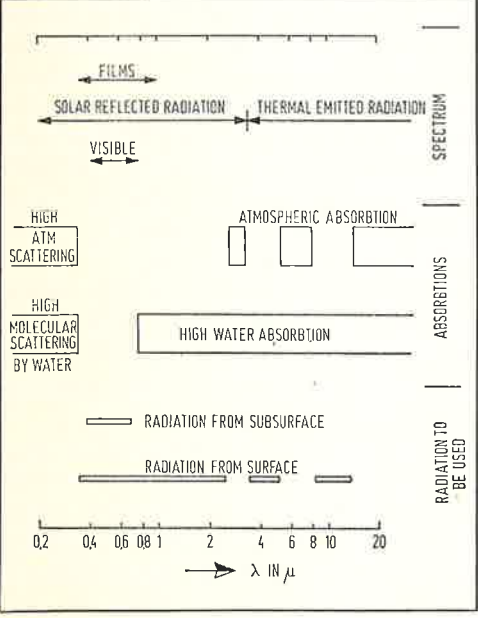 FILMS
SOLAR REFLECTED RADIATION
THERMAL EMITTED RADIATION
VISIBLE
SPECTRUM
HIGH
ATM
SCATTERING
ATMOSPHERIC ABSORBTION
HIGH
MOLECULAR
SCATTERING
BY WATER
HIGH WATER ABSORBTION
ABSORBTIONS
RADIATION FROM SUBSURFACE
RADIATION FROM SURFACE
RADIATION TO
BE USED
0,2 0,4 0,6 0,8 1 2 4 6 8 10 20
λ IN μ